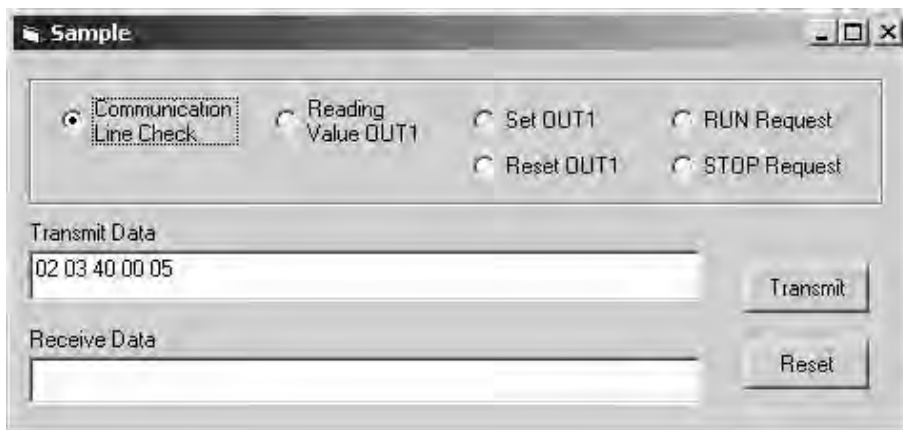 Sample
Communication
Line Check
Reading
Value OUT1
Set OUT1
Reset OUT1
RUN Request
STOP Request
Transmit Data
02 03 40 00 05
Transmit
Receive Data
Reset